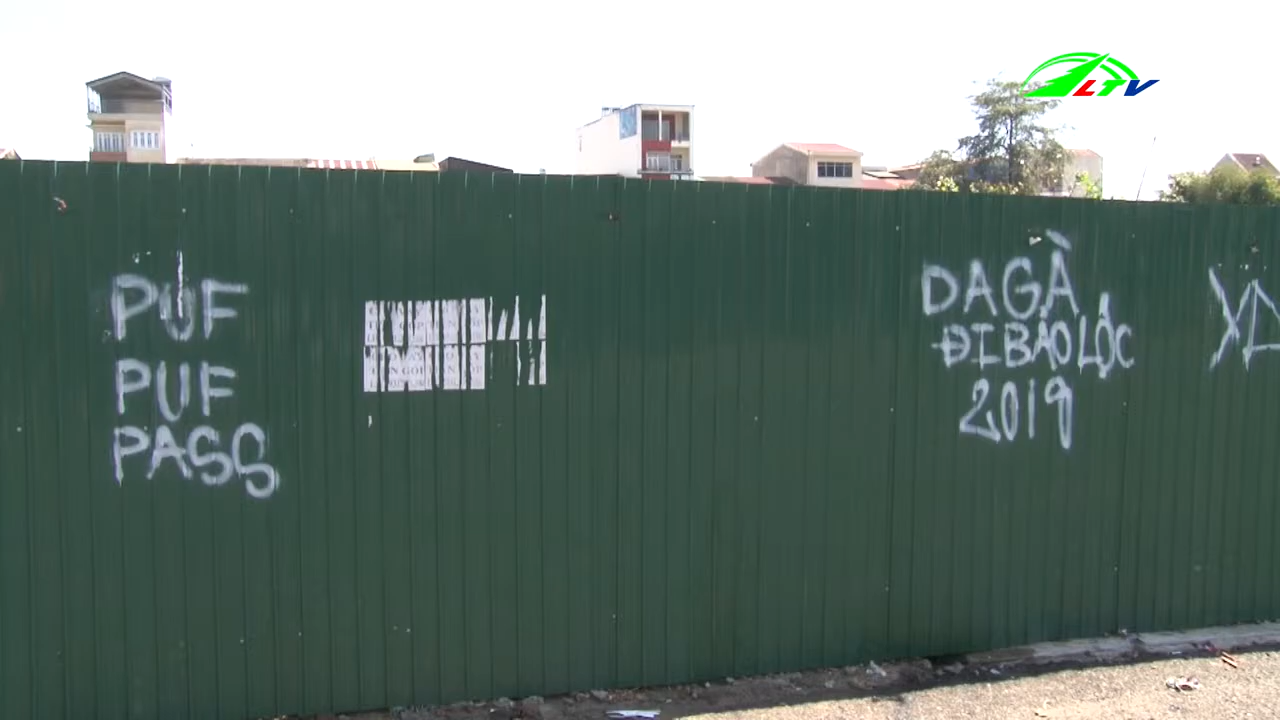 LTV
PUF
PUF
PASS
DAGÀ
ĐI BẢO LỘC
2019